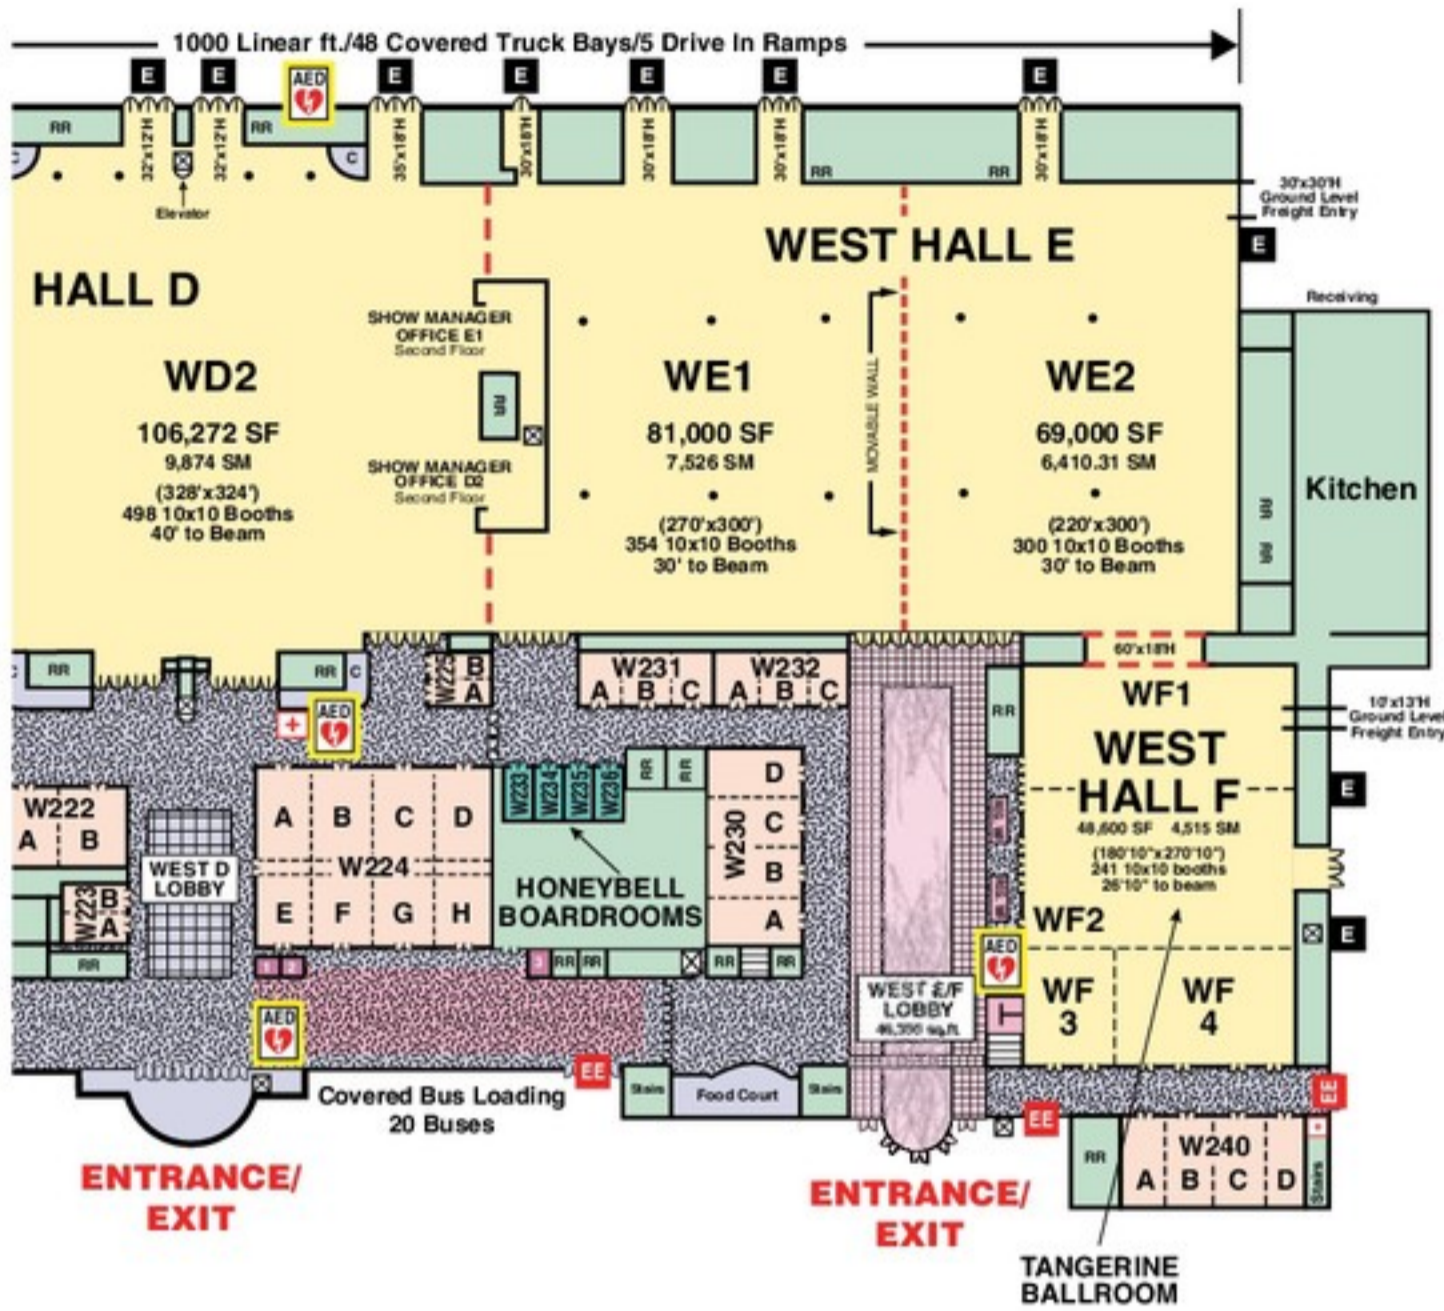 1000 Linear ft./48 Covered Truck Bays/5 Drive In Ramps
E
E
AED
E
E
E
E
E
RR
32'x12'H
32'x12'H
RR
35'x18'H
30'x18'H
30'x18'H
30'x18'H
RR
RR
30'x18'H
C
C
Elevator
30'x30'H
Ground Level
Freight Entry
E
HALL D
WEST HALL E
Receiving
SHOW MANAGER
OFFICE E1
Second Floor
RR
SHOW MANAGER
OFFICE D2
Second Floor
WD2
106,272 SF
9,874 SM
(328'x324')
498 10x10 Booths
40' to Beam
WE1
81,000 SF
7,526 SM
(270'x300')
354 10x10 Booths
30' to Beam
MOVABLE WALL
WE2
69,000 SF
6,410.31 SM
(220'x300')
300 10x10 Booths
30' to Beam
RR
RR
Kitchen
C
RR
RR
C
AED
W225
B
A
W231
A B C
W232
A B C
60'x18'H
RR
WF1
WEST
HALL F
48,600 SF 4,515 SM
(180'10"x270'10")
241 10x10 booths
26'10" to beam
WF2
WF
3
WF
4
10'x13'H
Ground Level
Freight Entry
E
E
W222
A B
W223
B
A
RR
WEST D
LOBBY
A B C D
W224
E F G H
W233
W234
W235
W236
RR
RR
HONEYBELL
BOARDROOMS
W230
D
C
B
A
1 2
3
RR
RR
RR
RR
AED
AED
WEST E/F
LOBBY
Covered Bus Loading
20 Buses
EE
Stairs
Food Court
Stairs
EE
EE
ENTRANCE/
EXIT
ENTRANCE/
EXIT
RR
W240
A B C D
Stairs
TANGERINE
BALLROOM